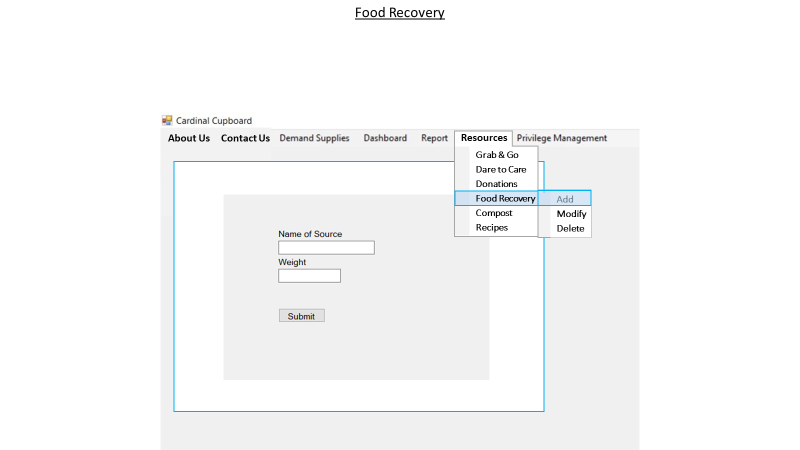 Food Recovery
Cardinal Cupboard
About Us Contact Us Demand Supplies Dashboard Report Resources Privilege Management
Grab & Go
Dare to Care
Donations
Food Recovery Add
Compost Modify
Recipes Delete
Name of Source
Weight
Submit